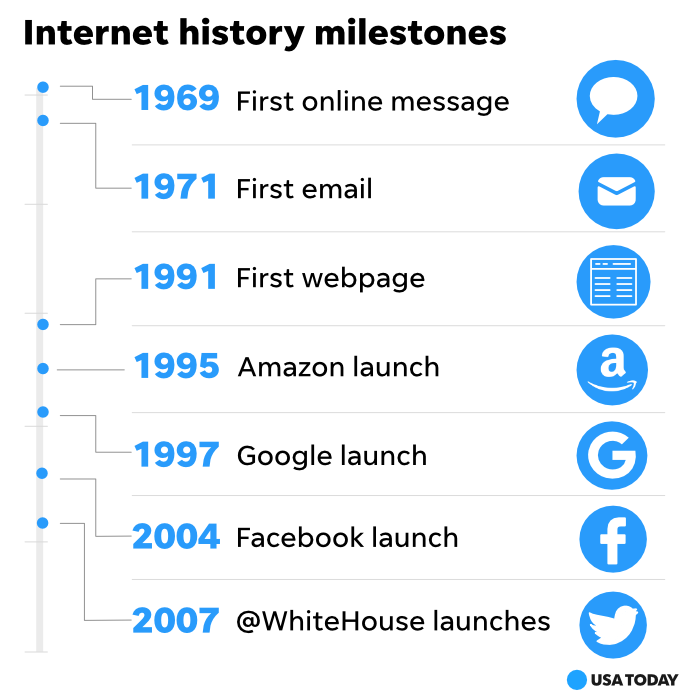 Internet history milestones
1969 First online message
1971 First email
1991 First webpage
1995 Amazon launch
1997 Google launch
2004 Facebook launch
2007 @WhiteHouse launches
USA TODAY